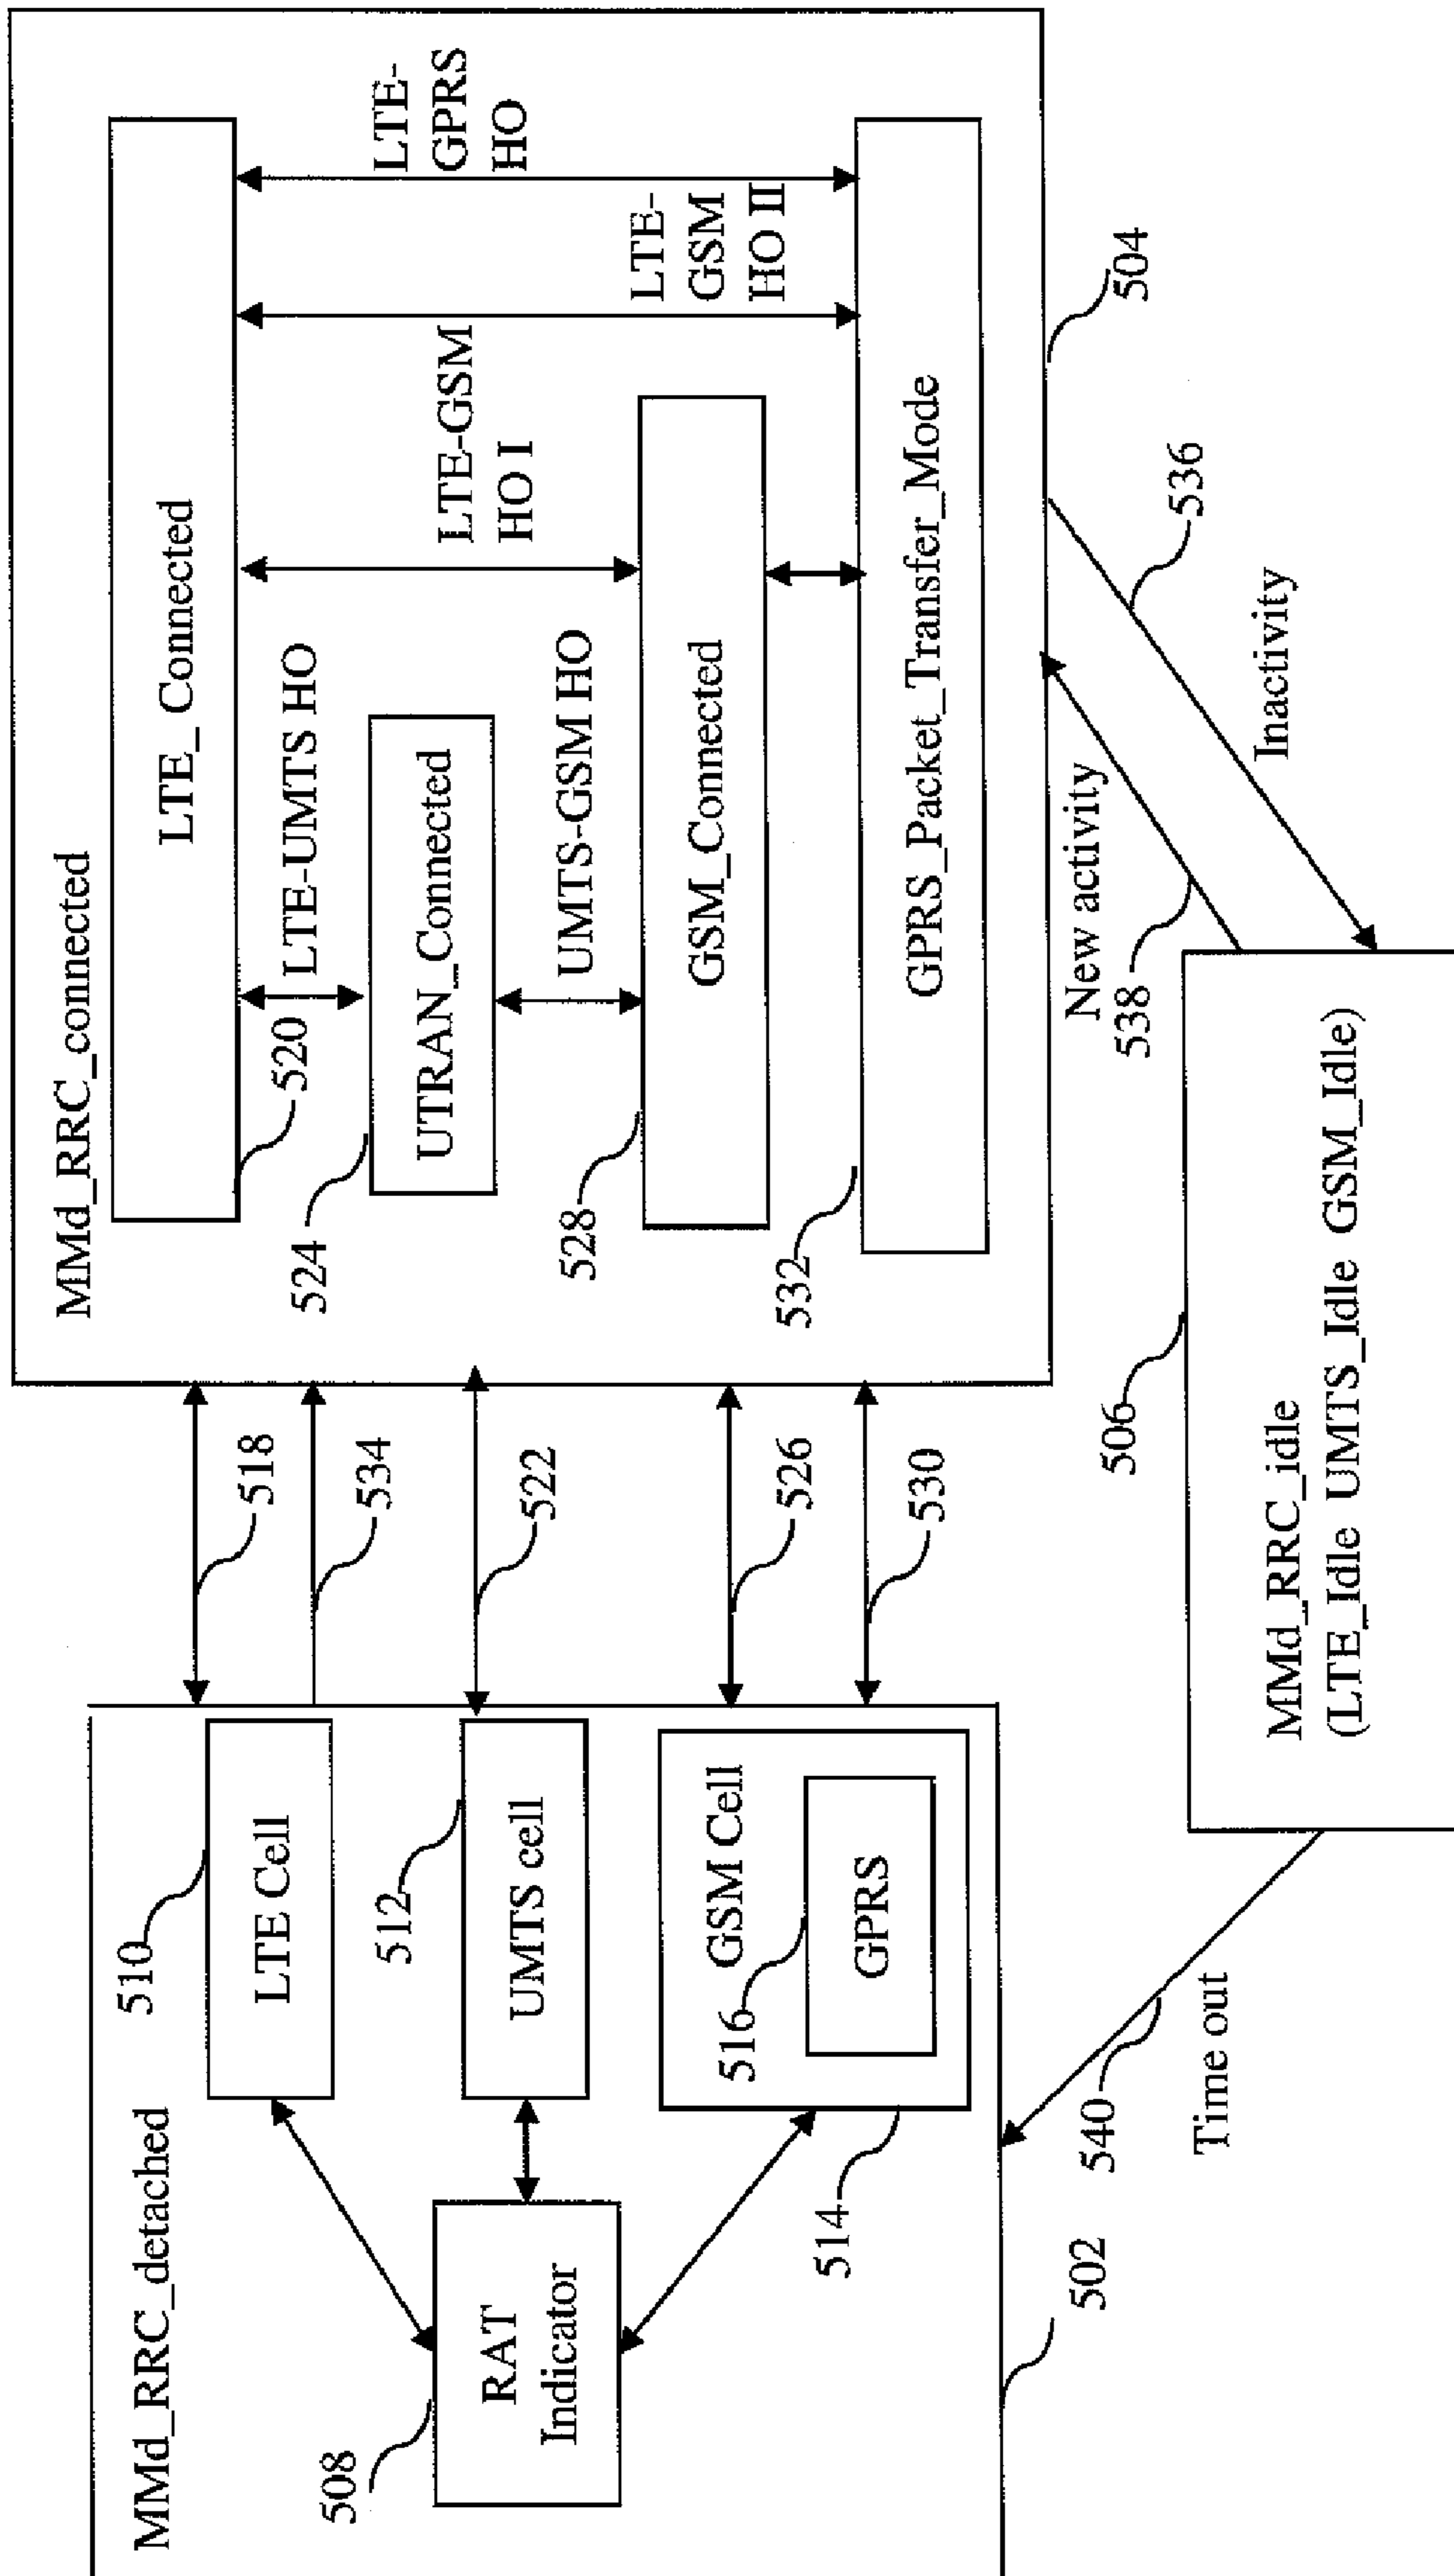 MMd_RRC_detached
508
RAT
Indicator
510
LTE Cell
512
UMTS cell
GSM Cell
516
GPRS
514
502
518
534
522
526
530
MMd_RRC_connected
LTE_Connected
520
LTE-UMTS HO
524
UTRAN_Connected
UMTS-GSM HO
528
GSM_Connected
532
GPRS_Packet_Transfer_Mode
LTE-GSM
HO I
LTE-
GSM
HO II
LTE-
GPRS
HO
504
New activity
538
536
Inactivity
506
MMd_RRC_idle
(LTE_Idle UMTS_Idle GSM_Idle)
540
Time out